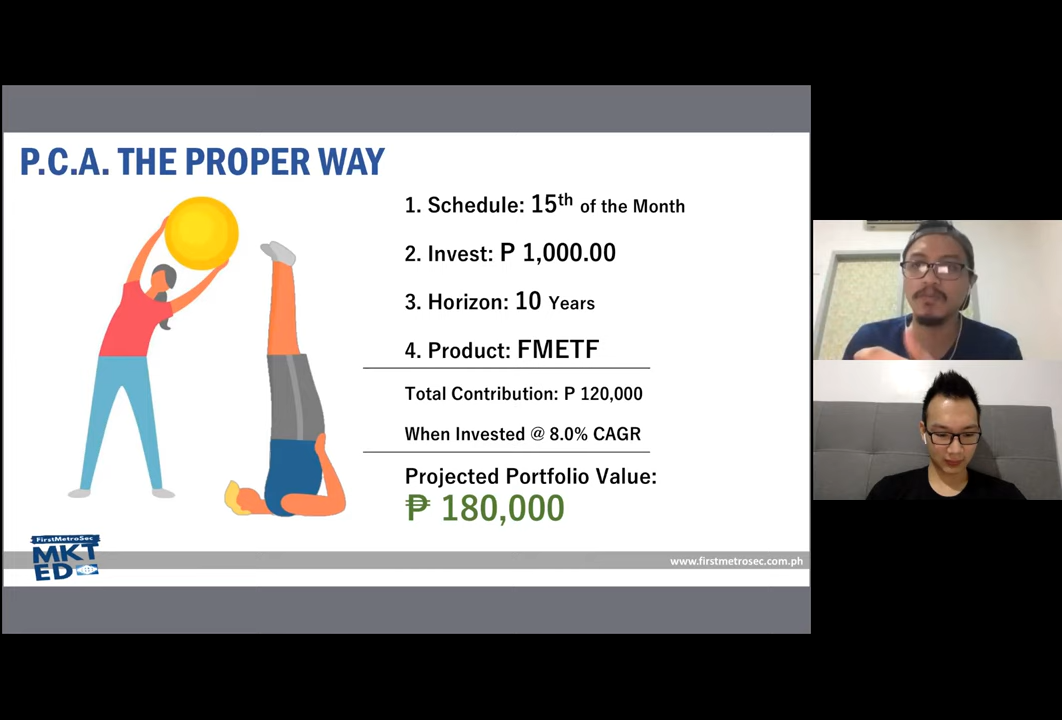 P.C.A. THE PROPER WAY
1. Schedule: 15th of the Month
2. Invest: P 1,000.00
3. Horizon: 10 Years
4. Product: FMETF
Total Contribution: P 120,000
When Invested @ 8.0% CAGR
Projected Portfolio Value:
₱ 180,000
FirstMetroSec
MKT
ED
www.firstmetrosec.com.ph